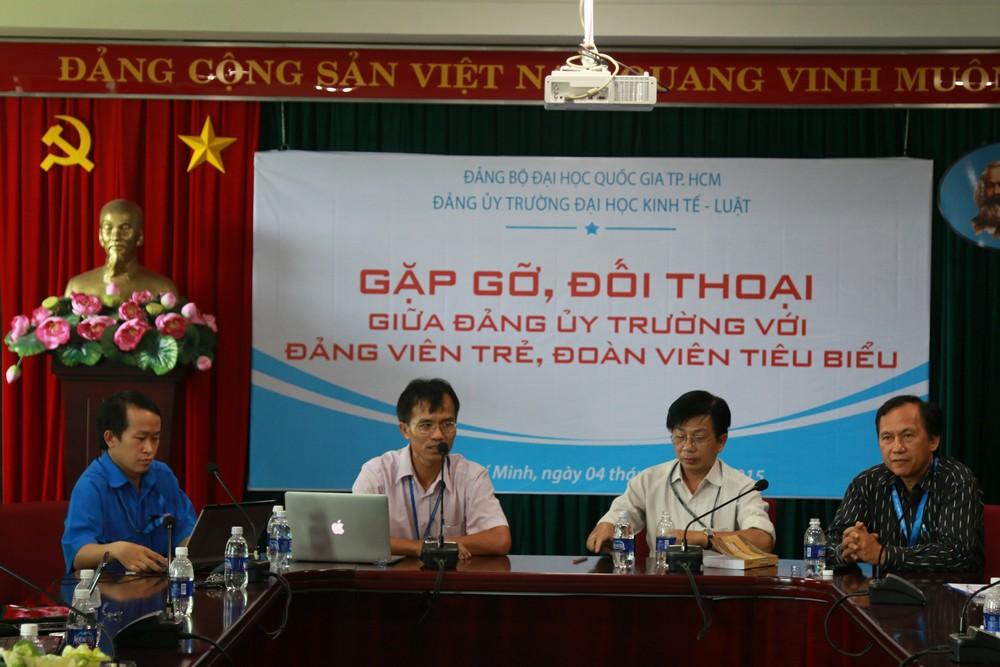 ĐẢNG CỘNG SẢN VIỆT QUANG VINH MUÔN
ĐẢNG BỘ ĐẠI HỌC QUỐC GIA TP. HCM
ĐẢNG ỦY TRƯỜNG ĐẠI HỌC KINH TẾ - LUẬT
GẶP GỠ, ĐỐI THOẠI
GIỮA ĐẢNG ỦY TRƯỜNG VỚI
ĐẢNG VIÊN TRẺ, ĐOÀN VIÊN TIÊU BIỂU
Minh, ngày 04